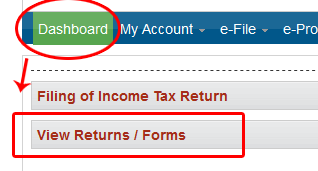 Dashboard My Account e-File e-Pro
Filing of Income Tax Return
View Returns / Forms